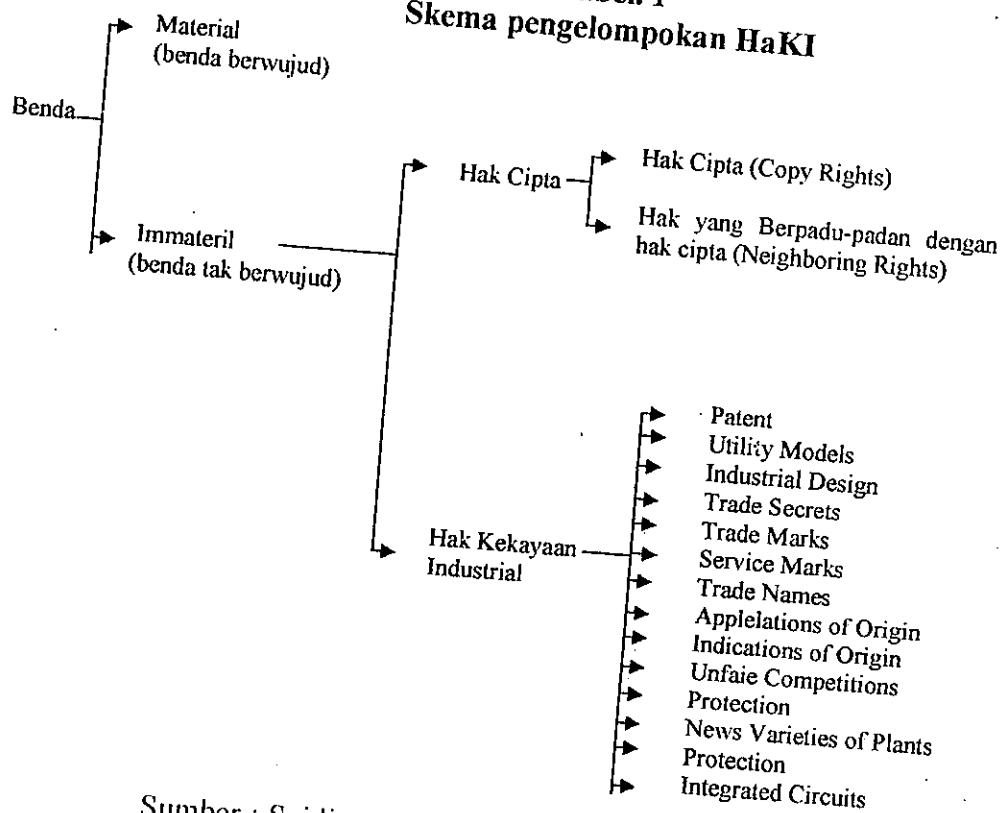 Skema pengelompokan HaKI
Material
(benda berwujud)
Benda
Immateril
(benda tak berwujud)
Hak Cipta
Hak Cipta (Copy Rights)
Hak yang Berpadu-padan dengan
hak cipta (Neighboring Rights)
Hak Kekayaan
Industrial
Patent
Utility Models
Industrial Design
Trade Secrets
Trade Marks
Service Marks
Trade Names
Applelations of Origin
Indications of Origin
Unfaie Competitions
Protection
News Varieties of Plants
Protection
Integrated Circuits
Sumber :